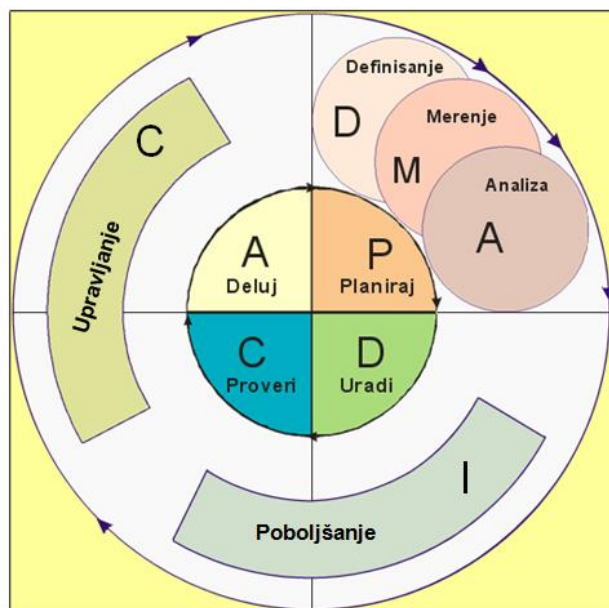 Definisanje
D
Merenje
M
Analiza
A
C
Upravljanje
A
Deluj
P
Planiraj
C
Proveri
D
Uradi
I
Poboljšanje